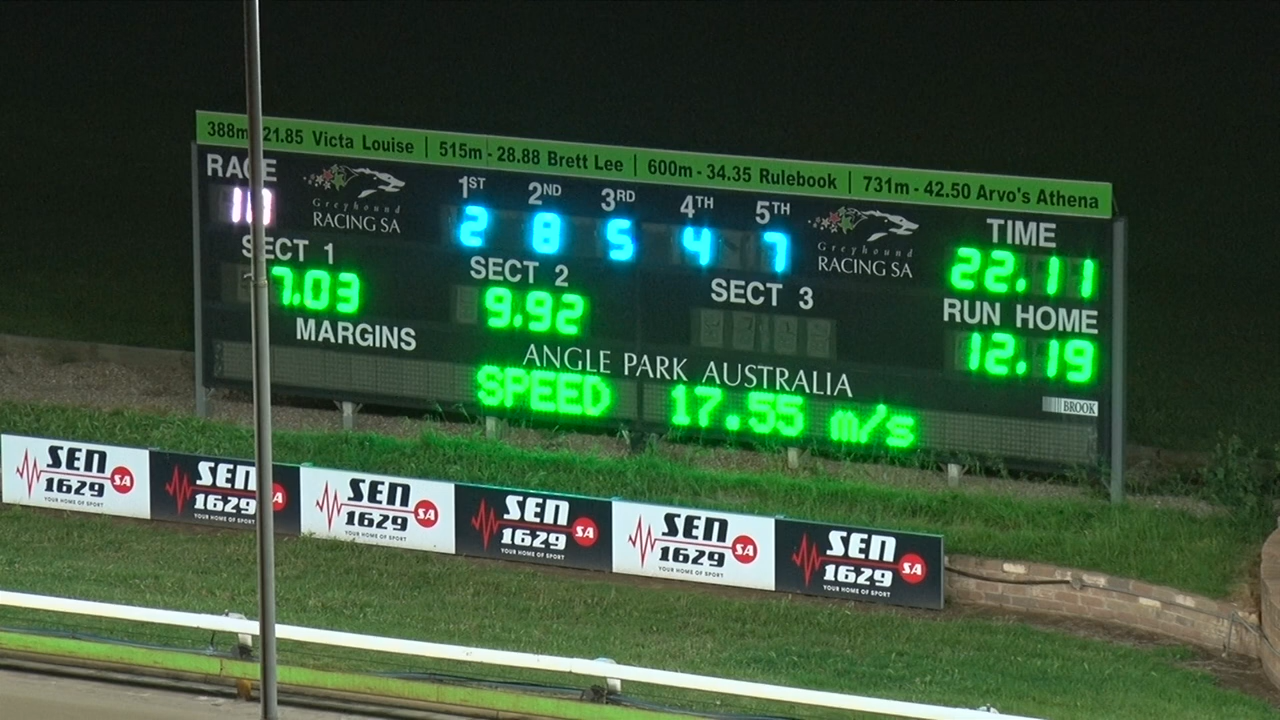 388m 21.85 Victa Louise | 515m - 28.88 Brett Lee | 600m - 34.35 Rulebook | 731m - 42.50 Arvo's Athena
RACE
Greyhound
RACING SA
1ST 2ND 3RD 4TH 5TH
2 8 5 4 7
Greyhound
RACING SA
TIME
22.11
SECT 1
7.03
SECT 2
9.92
SECT 3
RUN HOME
12.19
MARGINS
ANGLE PARK AUSTRALIA
BROOK
SPEED 17.55 m/s
SEN
1629 SA
YOUR HOME OF SPORT
SEN
1629 SA
YOUR HOME OF SPORT
SEN
1629 SA
YOUR HOME OF SPORT
SEN
1629 SA
YOUR HOME OF SPORT
SEN
1629 SA
YOUR HOME OF SPORT
SEN
1629 SA
YOUR HOME OF SPORT